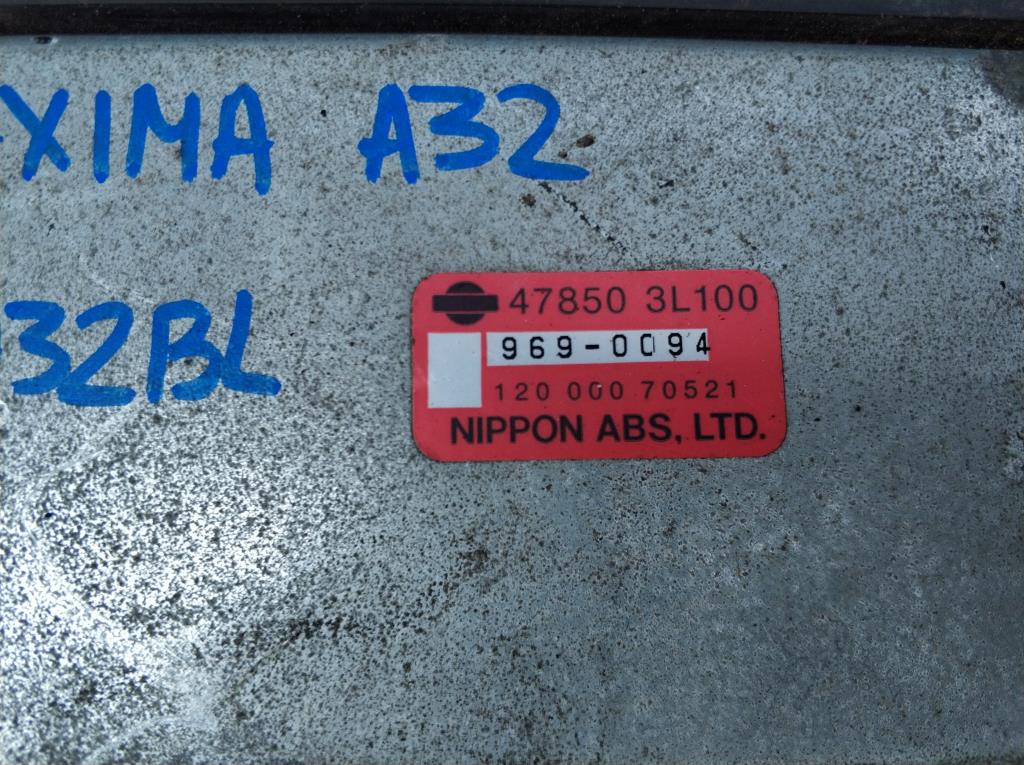 XIMA A32
32BL
47850 3L100
969-0094
120 000 70521
NIPPON ABS, LTD.